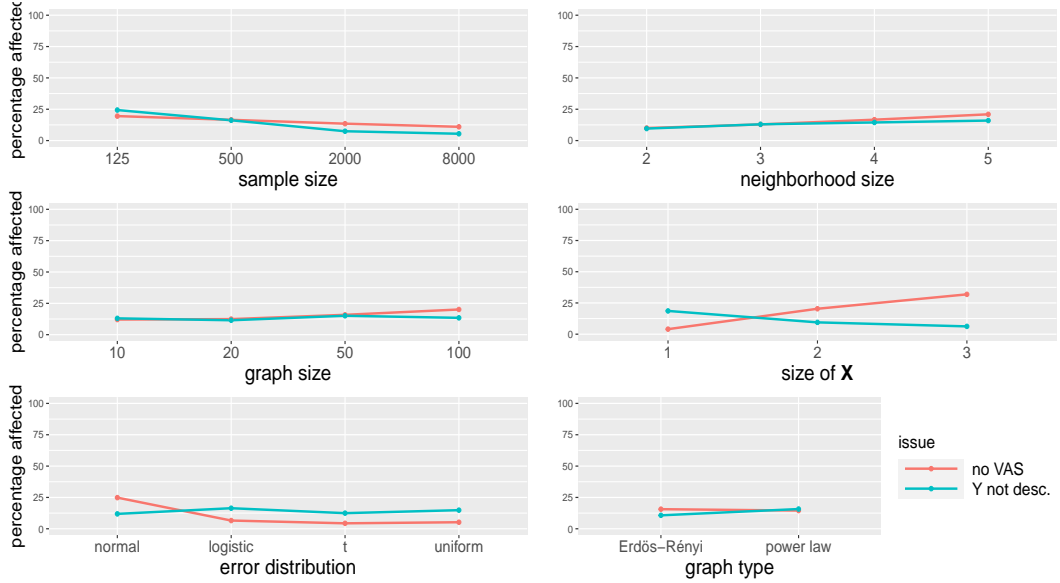 percentage affected
100
75
50
25
0
125 500 2000 8000
sample size
100
75
50
25
0
2 3 4 5
neighborhood size
percentage affected
100
75
50
25
0
10 20 50 100
graph size
100
75
50
25
0
1 2 3
size of X
percentage affected
100
75
50
25
0
normal logistic t uniform
error distribution
100
75
50
25
0
Erdös–Rényi power law
graph type
issue
no VAS
Y not desc.